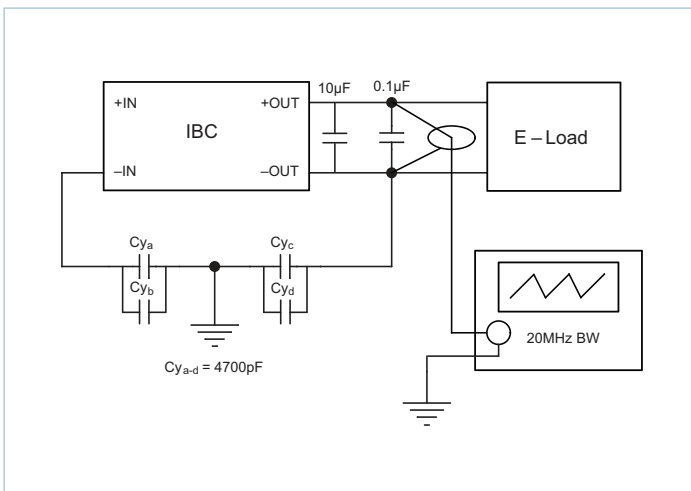 10µF
0.1µF
+IN
+OUT
IBC
E – Load
–IN
–OUT
Cya
Cyc
Cyb
Cyd
20MHz BW
Cya-d = 4700pF